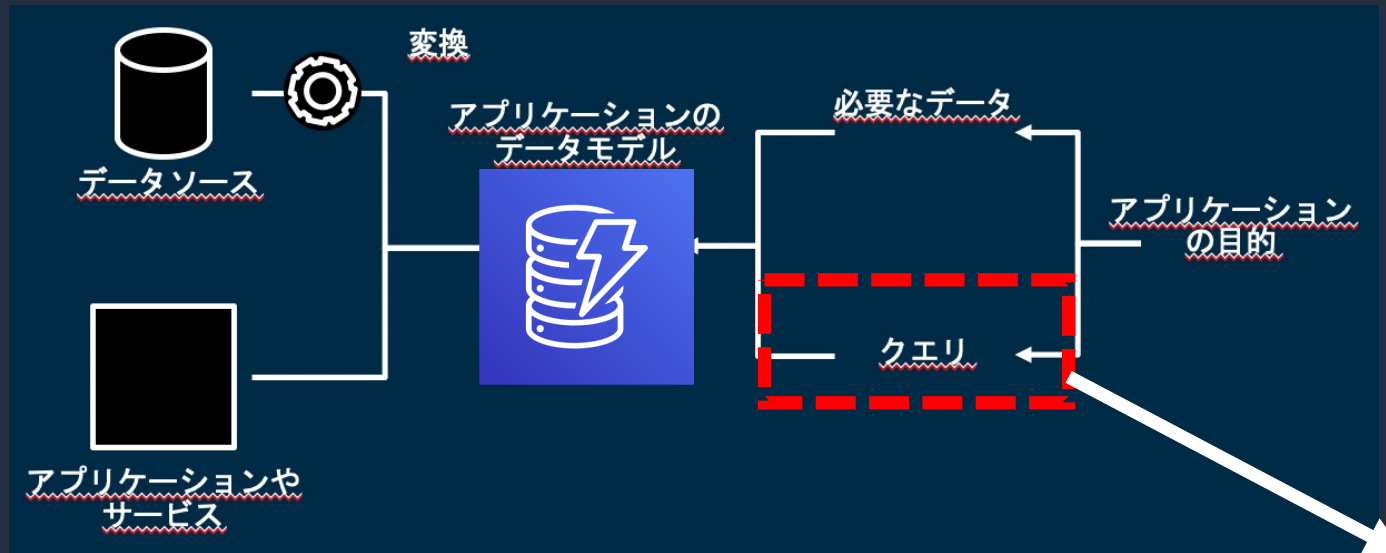 変換
データソース
アプリケーションの
データモデル
必要なデータ
アプリケーション
の目的
クエリ
アプリケーションや
サービス